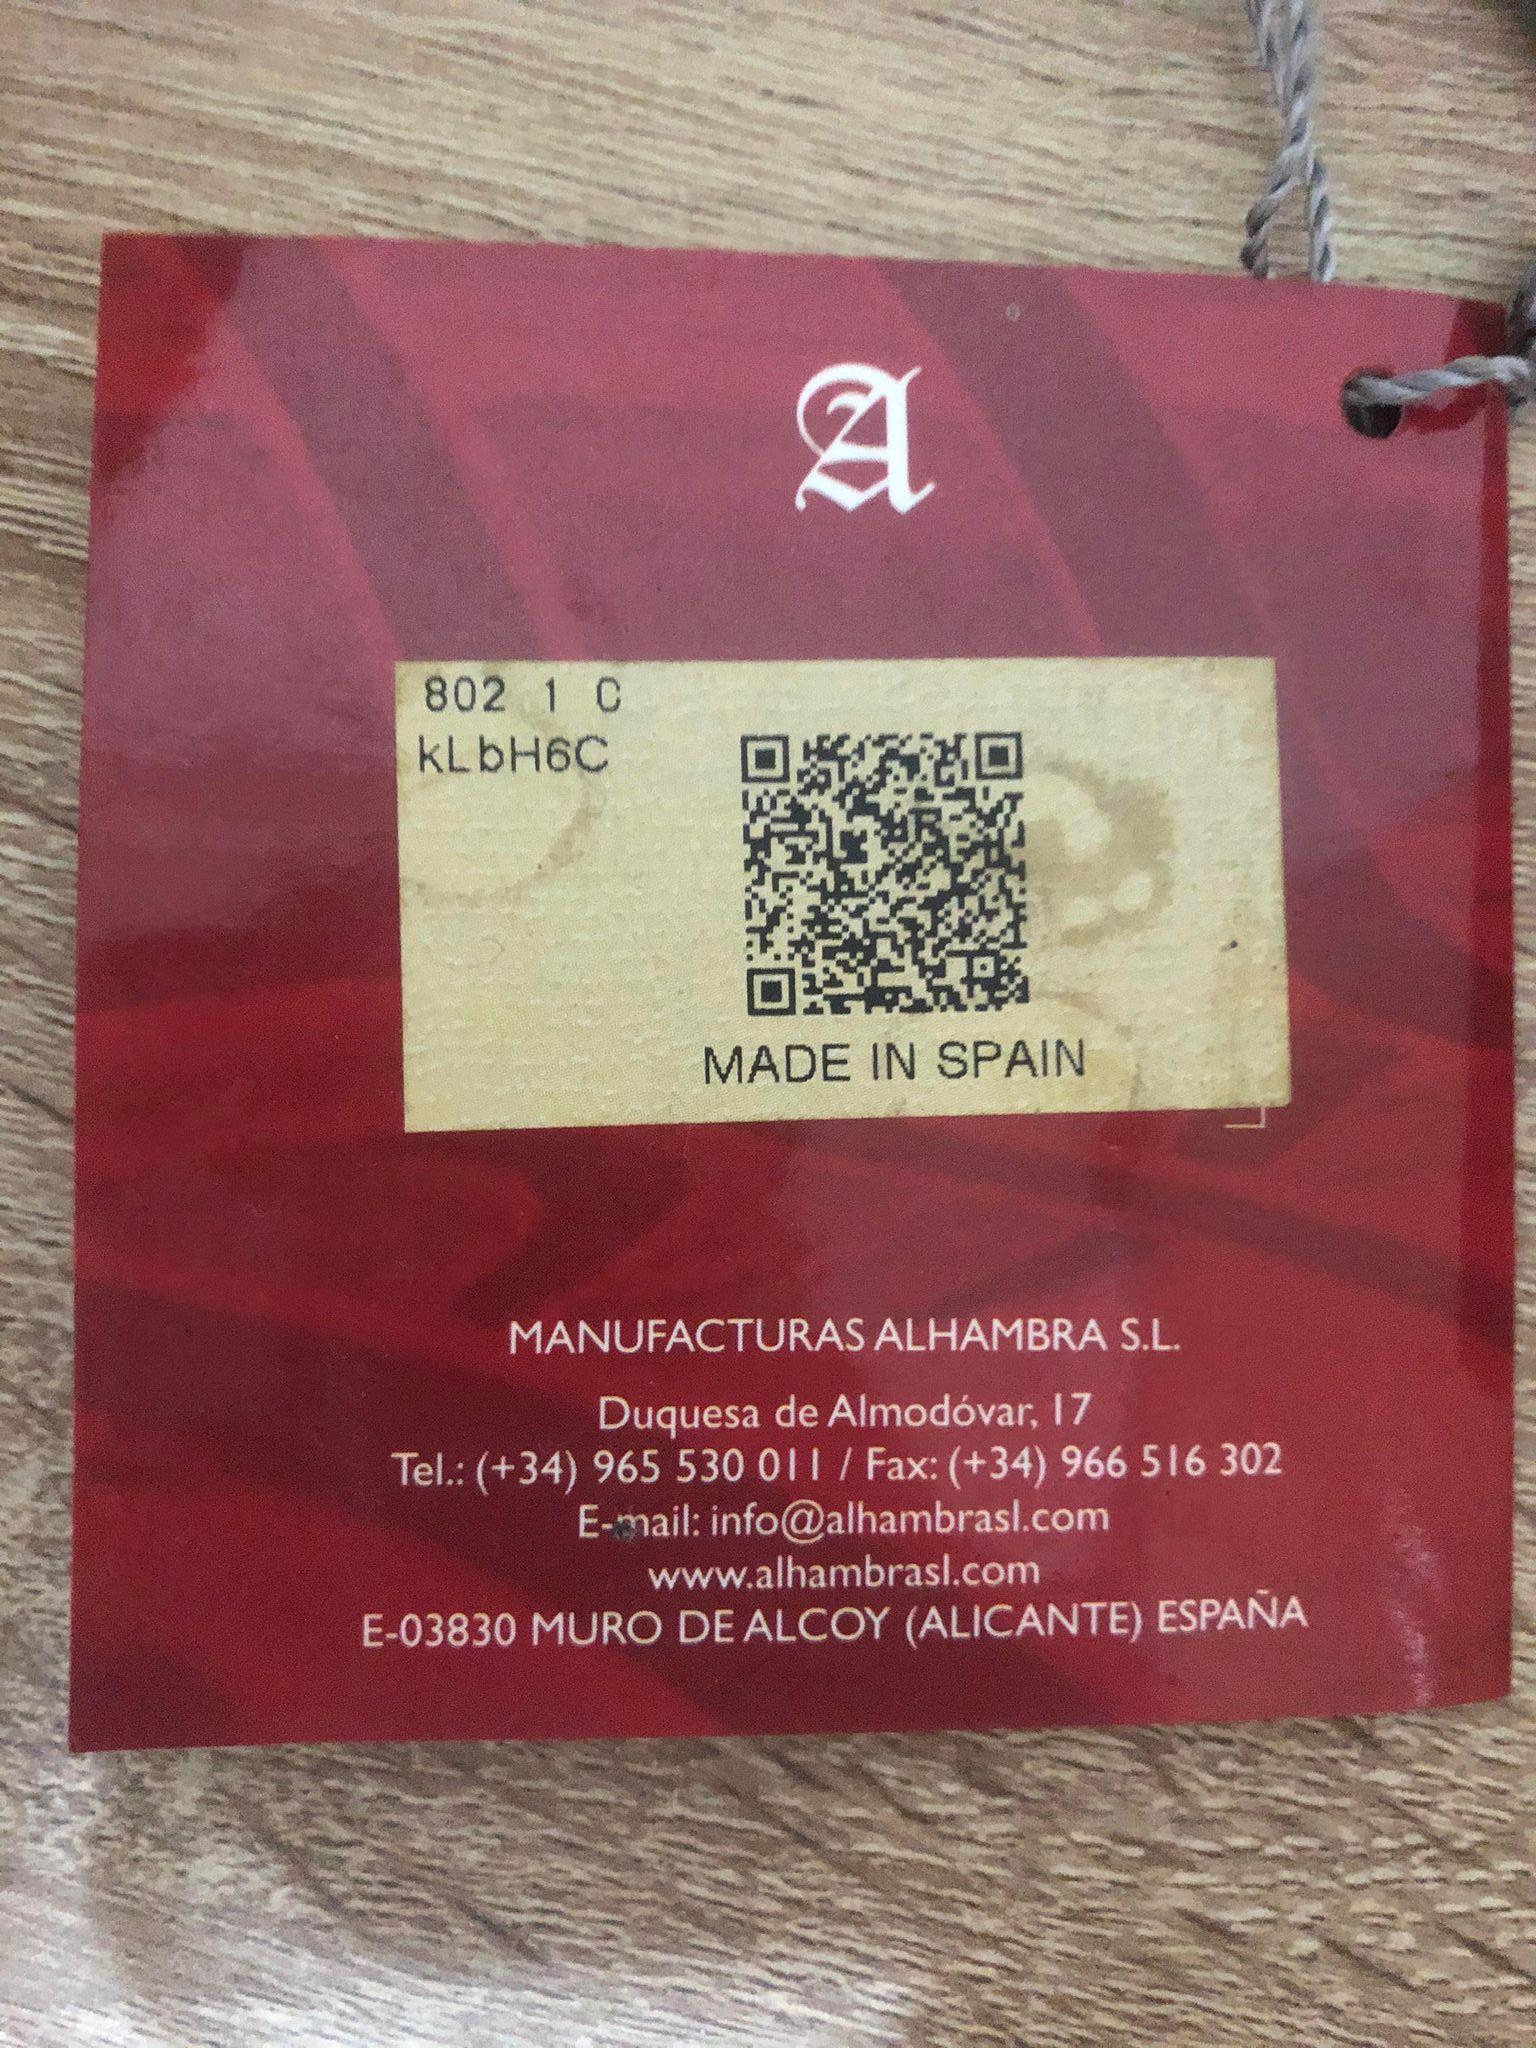 A
802 1 C
kLbH6C
MADE IN SPAIN
MANUFACTURAS ALHAMBRA S.L.
Duquesa de Almodóvar, 17
Tel.: (+34) 965 530 011 / Fax: (+34) 966 516 302
E-mail: info@alhambrasl.com
www.alhambrasl.com
E-03830 MURO DE ALCOY (ALICANTE) ESPAÑA